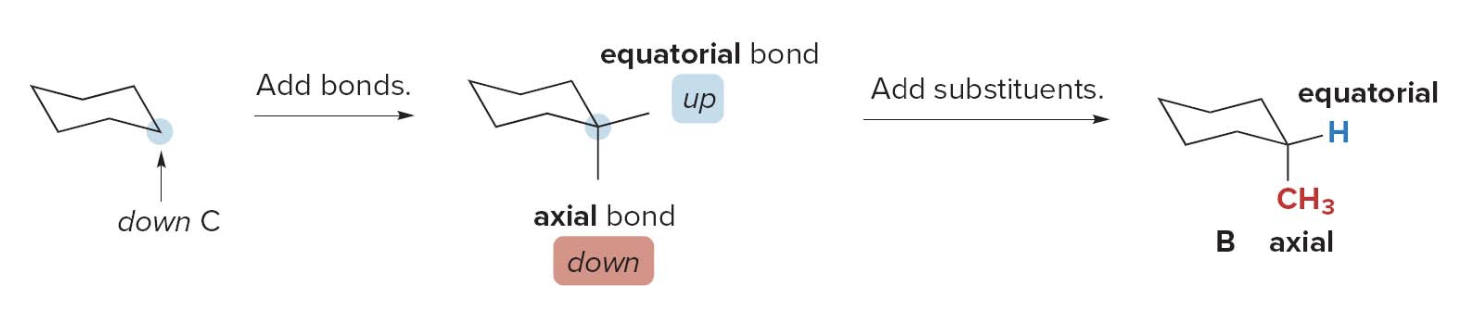 down C
Add bonds.
equatorial bond
up
axial bond
down
Add substituents.
equatorial
H
CH₃
B axial